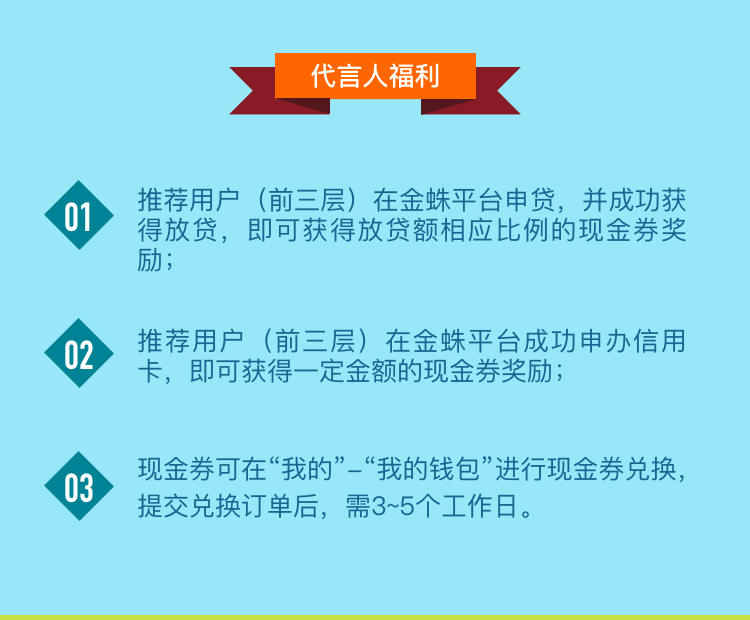 代言人福利
01
推荐用户（前三层）在金蛛平台申贷，并成功获
得放贷，即可获得放贷额相应比例的现金券奖
励；
02
推荐用户（前三层）在金蛛平台成功申办信用
卡，即可获得一定金额的现金券奖励；
03
现金券可在“我的”–“我的钱包”进行现金券兑换，
提交兑换订单后，需3~5个工作日。